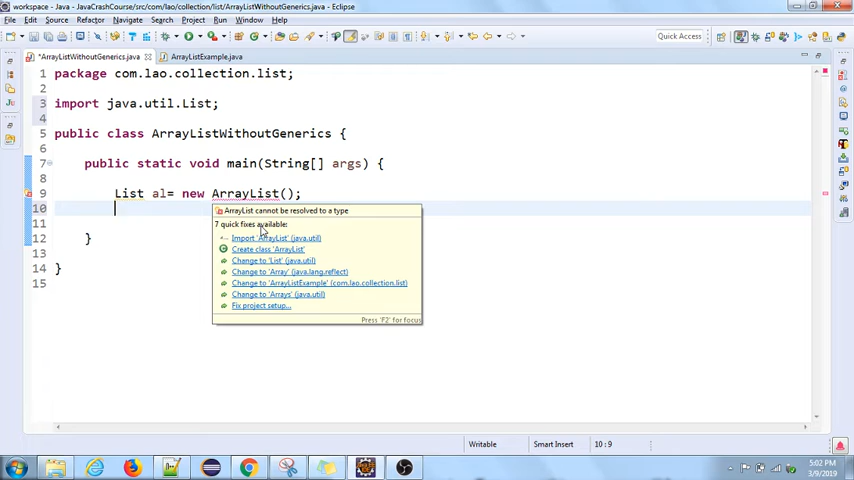 workspace - Java - JavaCrashCourse/src/com/lao/collection/list/ArrayListWithoutGenerics.java - Eclipse
File Edit Source Refactor Navigate Search Project Run Window Help
Quick Access
*ArrayListWithoutGenerics.java ArrayListExample.java
1 package com.lao.collection.list;
2
3 import java.util.List;
4
5 public class ArrayListWithoutGenerics {
7 public static void main(String[] args) {
8
9 List al= new ArrayList();
10
ArrayList cannot be resolved to a type
11
7 quick fixes available:
12 }
Import 'ArrayList' (java.util)
13
Create class 'ArrayList'
Change to 'List' (java.util)
14 }
Change to 'Array' (java.lang.reflect)
15
Change to 'ArrayListExample' (com.lao.collection.list)
Change to 'Arrays' (java.util)
Fix project setup...
Press 'F2' for focus
Writable Smart Insert 10 : 9
5:02 PM
3/9/2019